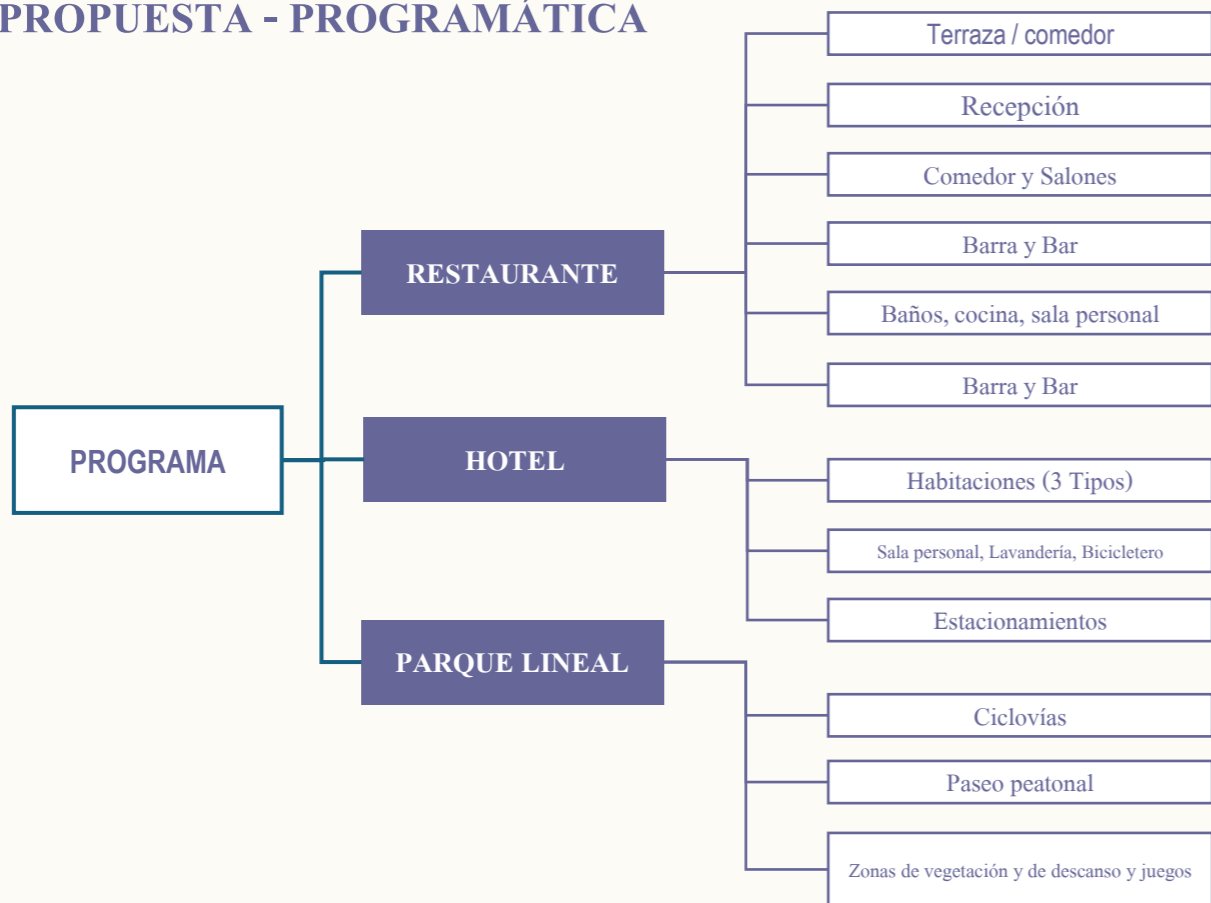 PROPUESTA - PROGRAMÁTICA
PROGRAMA
RESTAURANTE
Terraza / comedor
Recepción
Comedor y Salones
Barra y Bar
Baños, cocina, sala personal
Barra y Bar
HOTEL
Habitaciones (3 Tipos)
Sala personal, Lavandería, Bicicletero
Estacionamientos
PARQUE LINEAL
Ciclovías
Paseo peatonal
Zonas de vegetación y de descanso y juegos